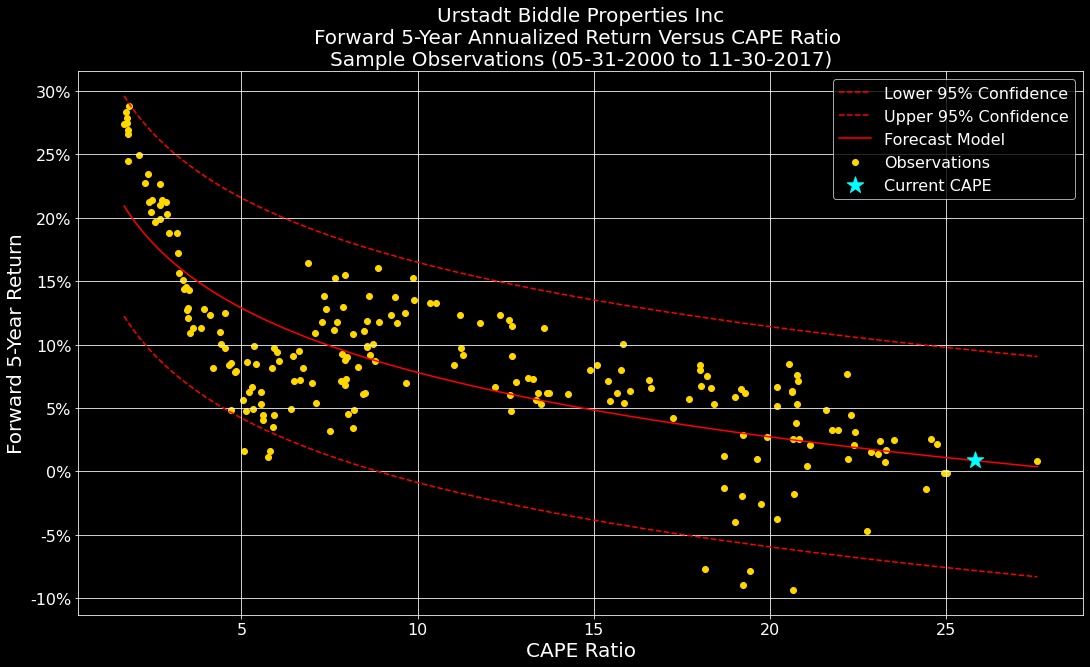 Urstadt Biddle Properties Inc
Forward 5-Year Annualized Return Versus CAPE Ratio
Sample Observations (05-31-2000 to 11-30-2017)
Lower 95% Confidence
Upper 95% Confidence
Forecast Model
Observations
Current CAPE
Forward 5-Year Return
30%
25%
20%
15%
10%
5%
0%
-5%
-10%
5
10
15
20
25
CAPE Ratio